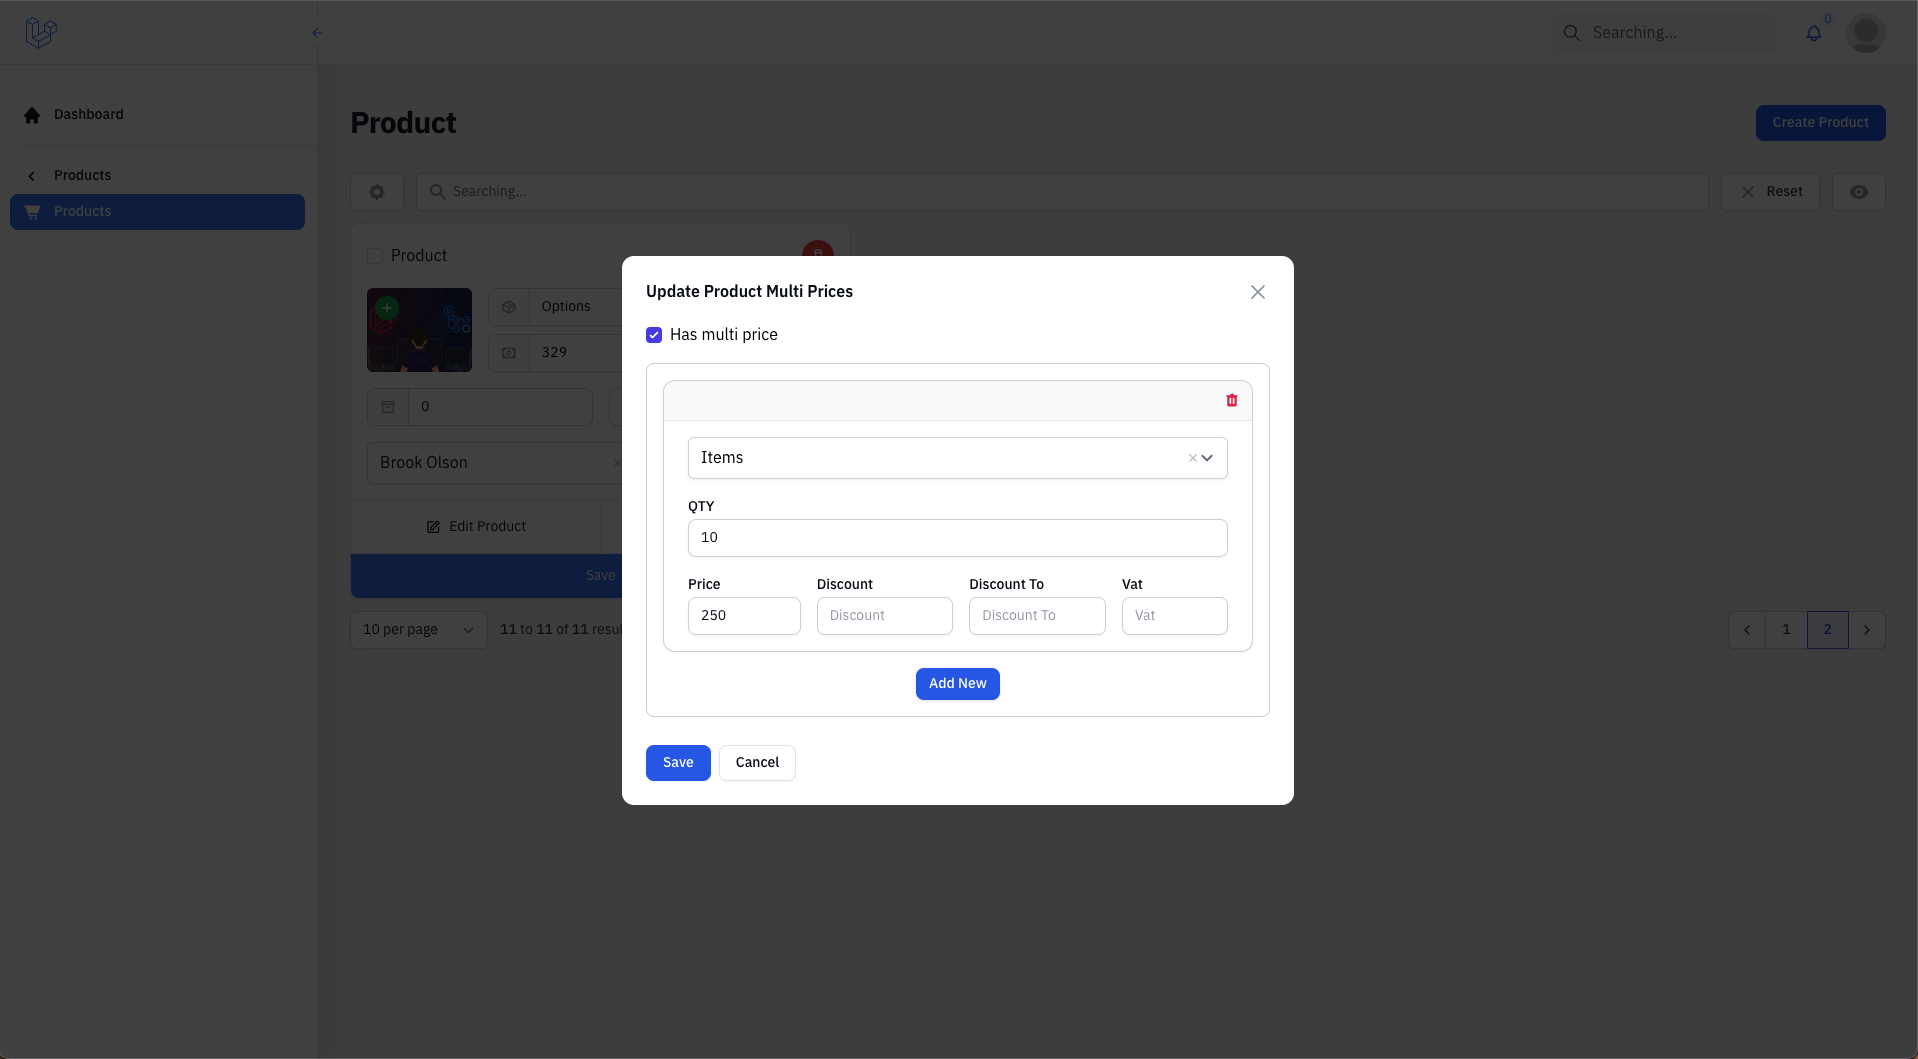 Searching...
0
Dashboard
Product
Create Product
Products
Products
Searching...
Reset
Product
Update Product Multi Prices
Has multi price
Options
329
0
Items
Brook Olson
QTY
10
Edit Product
Price
Discount
Discount To
Vat
250
Discount
Discount To
Vat
Save
10 per page
11 to 11 of 11
1
2
Add New
Save
Cancel